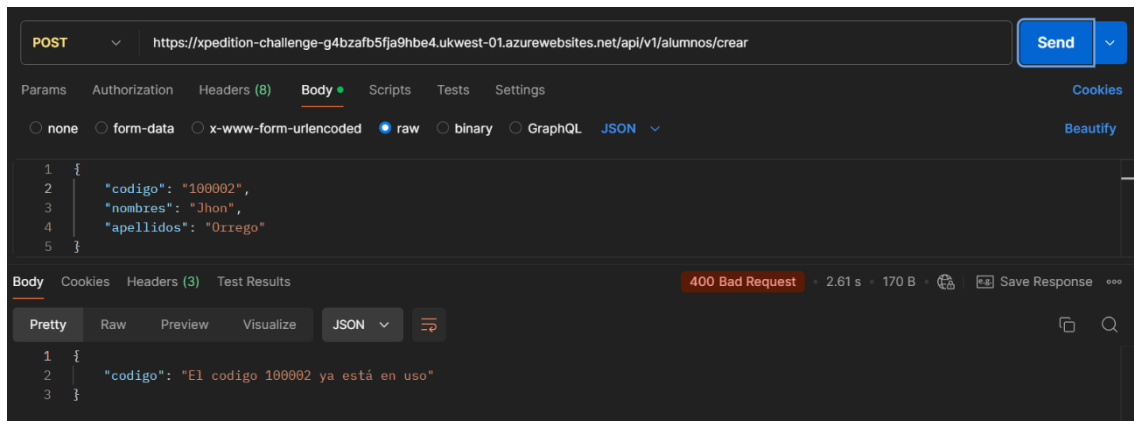 POST https://xpedition-challenge-g4bzafb5fja9hbe4.ukwest-01.azurewebsites.net/api/v1/alumnos/crear Send
Params Authorization Headers (8) Body Scripts Tests Settings Cookies
none form-data x-www-form-urlencoded raw binary GraphQL JSON Beautify
1 {
2 "codigo": "100002",
3 "nombres": "Jhon",
4 "apellidos": "Orrego"
5 }
Body Cookies Headers (3) Test Results 400 Bad Request 2.61 s 170 B e.g. Save Response
Pretty Raw Preview Visualize JSON
1 {
2 "codigo": "El codigo 100002 ya está en uso"
3 }